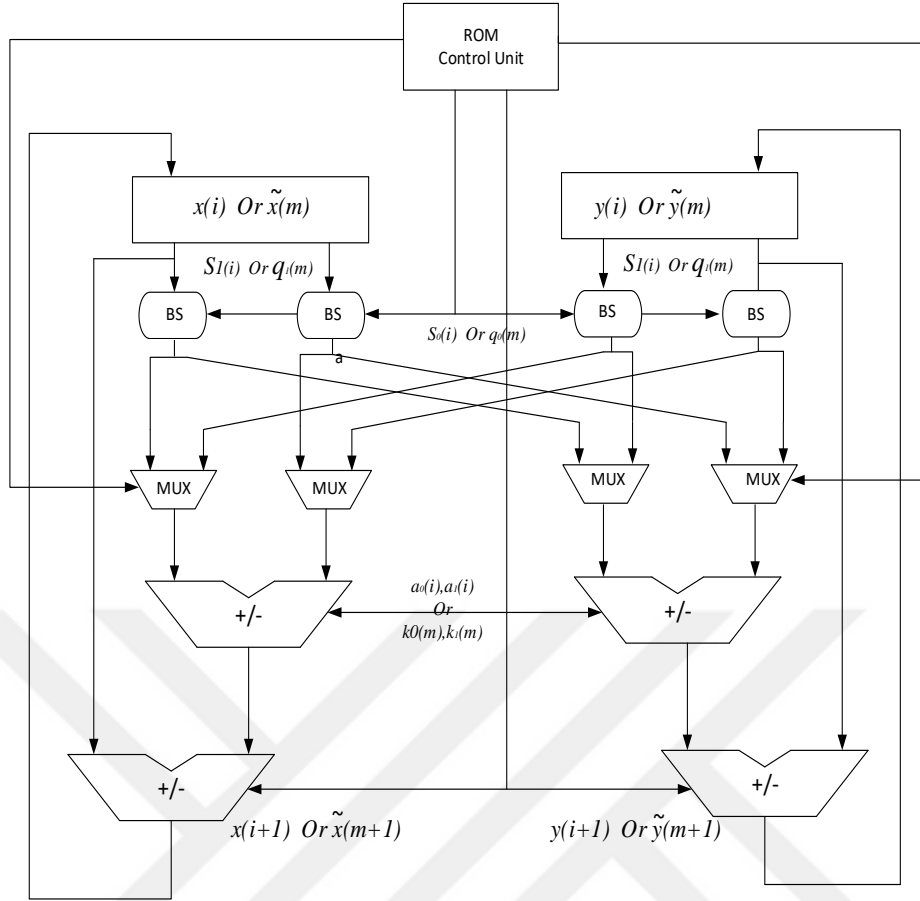 ROM
Control Unit
x(i) Or x̃(m)
y(i) Or ỹ(m)
S1(i) Or q₁(m)
S1(i) Or q₁(m)
BS
BS
BS
BS
S₀(i) Or q₀(m)
a
MUX
MUX
MUX
MUX
a₀(i),a₁(i)
Or
k0(m),k₁(m)
+/-
+/-
+/-
+/-
x(i+1) Or x̃(m+1)
y(i+1) Or ỹ(m+1)